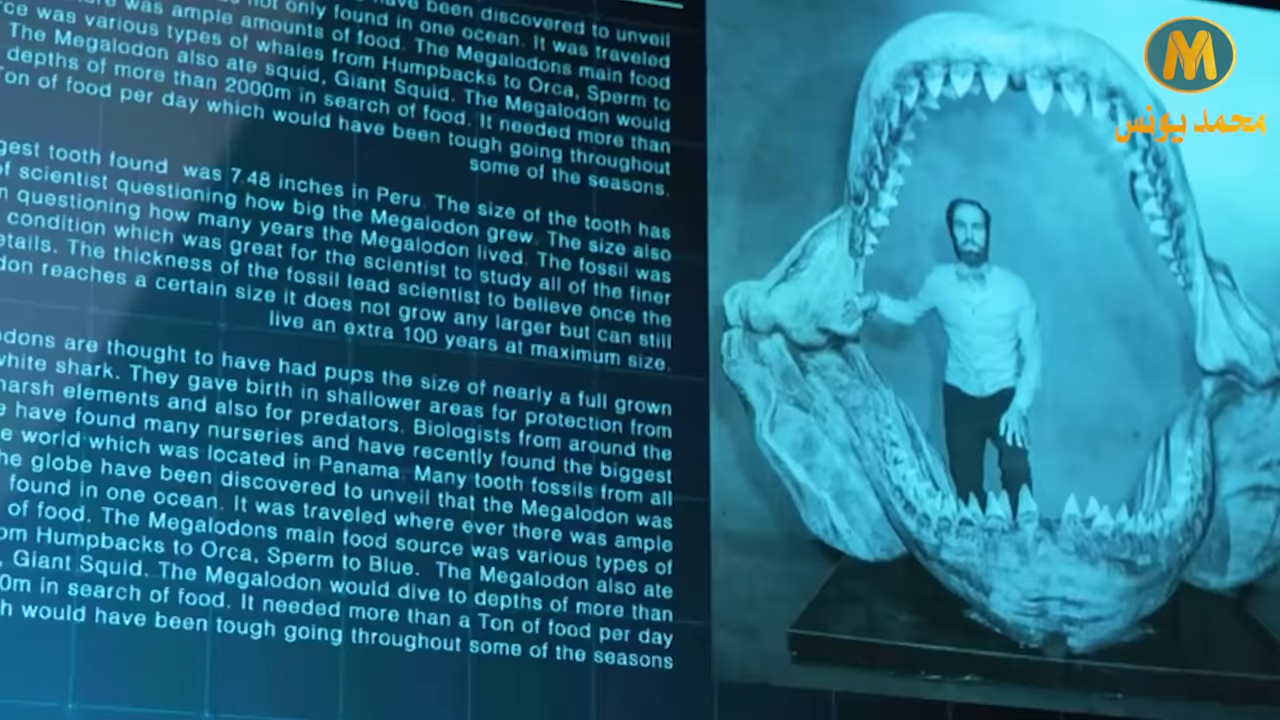 have been discovered to unveil
not only found in one ocean. It was traveled
was ample amounts of food. The Megalodons main food
was various types of whales from Humpbacks to Orca, Sperm to
The Megalodon also ate squid, Giant Squid. The Megalodon would
depths of more than 2000m in search of food. It needed more than
on of food per day which would have been tough going throughout
some of the seasons.
gest tooth found was 7.48 inches in Peru. The size of the tooth has
of scientist questioning how big the Megalodon grew. The size also
n questioning how many years the Megalodon lived. The fossil was
condition which was great for the scientist to study all of the finer
etails. The thickness of the fossil lead scientist to believe once the
don reaches a certain size it does not grow any larger but can still
live an extra 100 years at maximum size.
odons are thought to have had pups the size of nearly a full grown
white shark. They gave birth in shallower areas for protection from
harsh elements and also for predators. Biologists from around the
e have found many nurseries and have recently found the biggest
e world which was located in Panama. Many tooth fossils from all
he globe have been discovered to unveil that the Megalodon was
found in one ocean. It was traveled where ever there was ample
of food. The Megalodons main food source was various types of
om Humpbacks to Orca, Sperm to Blue. The Megalodon also ate
, Giant Squid. The Megalodon would dive to depths of more than
0m in search of food. It needed more than a Ton of food per day
h would have been tough going throughout some of the seasons
محمد يونس